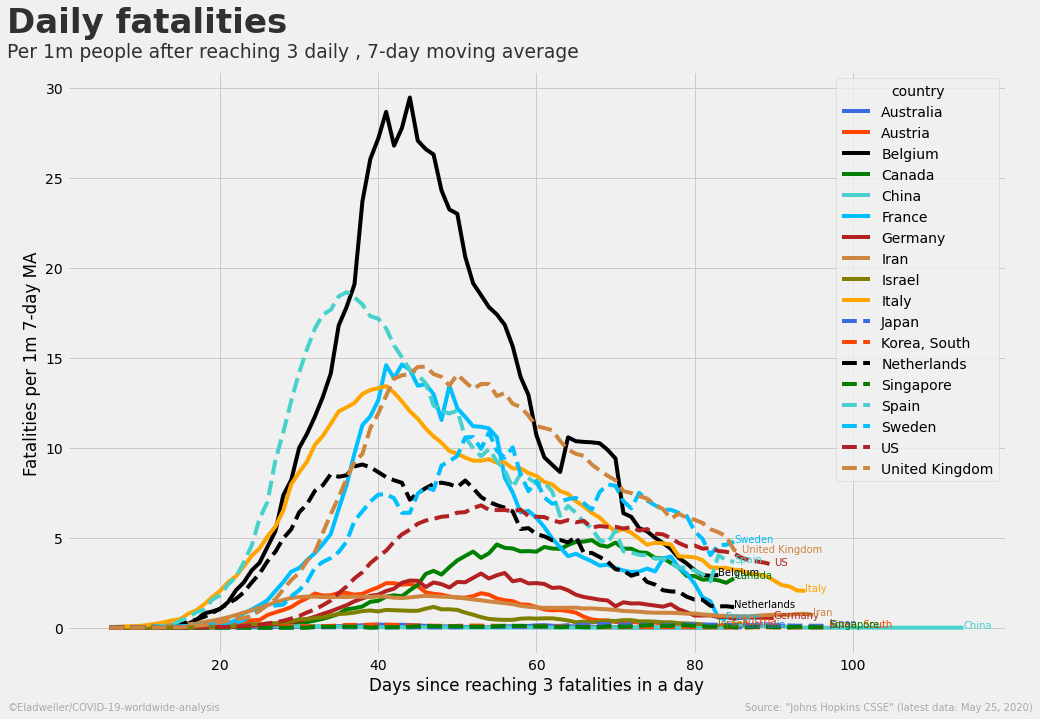 Daily fatalities
Per 1m people after reaching 3 daily , 7-day moving average
Fatalities per 1m 7-day MA
30
25
20
15
10
5
0
20
40
60
80
100
Days since reaching 3 fatalities in a day
country
Australia
Austria
Belgium
Canada
China
France
Germany
Iran
Israel
Italy
Japan
Korea, South
Netherlands
Singapore
Spain
Sweden
US
United Kingdom
Sweden
United Kingdom
Spain
US
Belgium
Canada
Italy
Netherlands
Iran
Germany
Singapore
China
©Eladweller/COVID-19-worldwide-analysis
Source: "Johns Hopkins CSSE" (latest data: May 25, 2020)